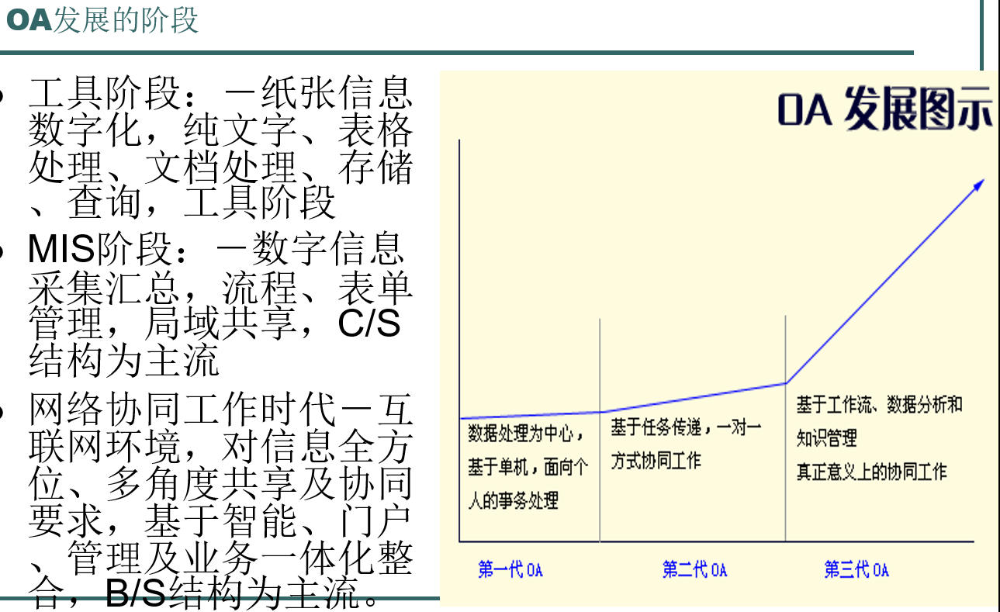 OA发展的阶段
工具阶段：－纸张信息
数字化，纯文字、表格
处理、文档处理、存储
、查询，工具阶段
MIS阶段：－数字信息
采集汇总，流程、表单
管理，局域共享，C/S
结构为主流
网络协同工作时代－互
联网环境，对信息全方
位、多角度共享及协同
要求，基于智能、门户
、管理及业务一体化整
合，B/S结构为主流。
OA 发展图示
数据处理为中心，
基于单机，面向个
人的事务处理
基于任务传递，一对一
方式协同工作
基于工作流、数据分析和
知识管理
真正意义上的协同工作
第一代 OA
第二代 OA
第三代 OA